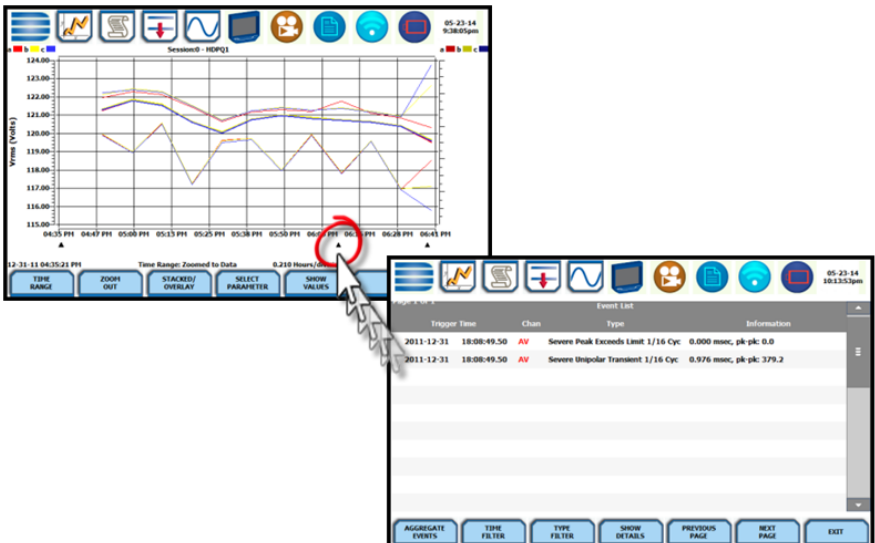 05-23-14
9:38:05pm
a b c
Session:0 - HDPQ1
a b c
124.00
123.00
122.00
121.00
120.00
119.00
118.00
117.00
116.00
115.00
Vrms (Volts)
04:35 PM 04:47 PM 05:00 PM 05:13 PM 05:25 PM 05:38 PM 05:50 PM 06:28 PM 06:41 PM
12-31-11 04:35:21 PM Time Range: Zoomed to Data 0.210
TIME RANGE
ZOOM OUT
STACKED/ OVERLAY
SELECT PARAMETER
SHOW VALUES
05-23-14
10:13:53pm
Page 1 of 1
Event List
Trigger Time Chan Type Information
2011-12-31 18:08:49.50 AV Severe Peak Exceeds Limit 1/16 Cyc 0.000 msec, pk-pk: 0.0
2011-12-31 18:08:49.50 AV Severe Unipolar Transient 1/16 Cyc 0.976 msec, pk-pk: 379.2
AGGREGATE EVENTS
TIME FILTER
TYPE FILTER
SHOW DETAILS
PREVIOUS PAGE
NEXT PAGE
EXIT